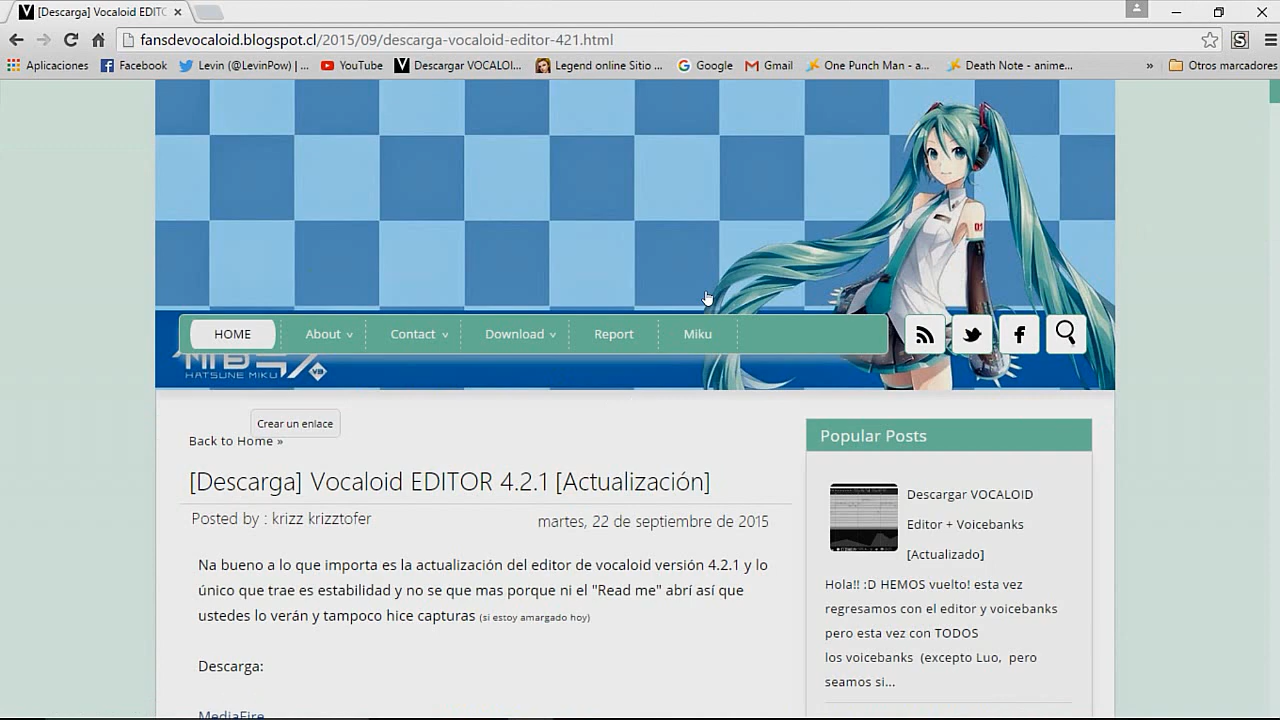 [Descarga] Vocaloid EDITC
fansdevocaloid.blogspot.cl/2015/09/descarga-vocaloid-editor-421.html
Aplicaciones Facebook Levin (@LevinPow) | ... YouTube Descargar VOCALOI... Legend online Sitio ... Google Gmail One Punch Man - a... Death Note - anime... » Otros marcadores
01
HOME About Contact Download Report Miku
HATSUNE MIKU V3
Crear un enlace
Back to Home »
[Descarga] Vocaloid EDITOR 4.2.1 [Actualización]
Posted by : krizz krizztofer martes, 22 de septiembre de 2015
Na bueno a lo que importa es la actualización del editor de vocaloid versión 4.2.1 y lo
único que trae es estabilidad y no se que mas porque ni el "Read me" abrí así que
ustedes lo verán y tampoco hice capturas (si estoy amargado hoy)
Descarga:
MediaFire
Popular Posts
Descargar VOCALOID
Editor + Voicebanks
[Actualizado]
Hola!! :D HEMOS vuelto! esta vez
regresamos con el editor y voicebanks
pero esta vez con TODOS
los voicebanks (excepto Luo, pero
seamos si...